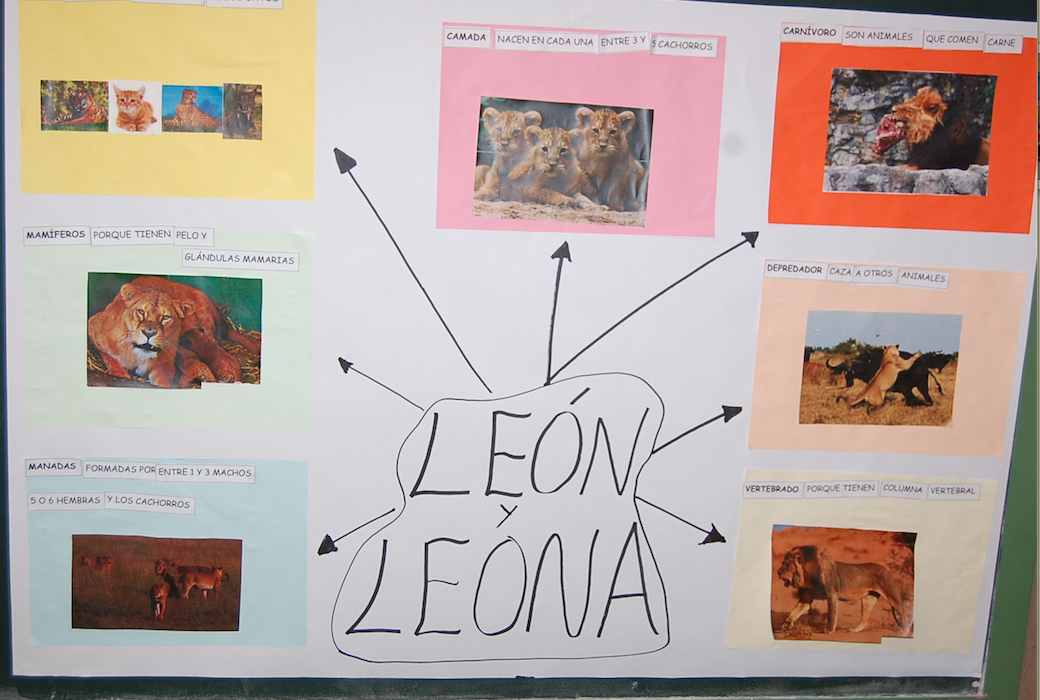 CAMADA NACEN EN CADA UNA ENTRE 3 Y 5 CACHORROS
CARNÍVORO SON ANIMALES QUE COMEN CARNE
MAMÍFEROS PORQUE TIENEN PELO Y
GLÁNDULAS MAMARIAS
DEPREDADOR CAZA A OTROS ANIMALES
MANADAS FORMADAS POR ENTRE 1 Y 3 MACHOS
5 O 6 HEMBRAS Y LOS CACHORROS
VERTEBRADO PORQUE TIENEN COLUMNA VERTEBRAL
LEÓN
Y
LEÓNA